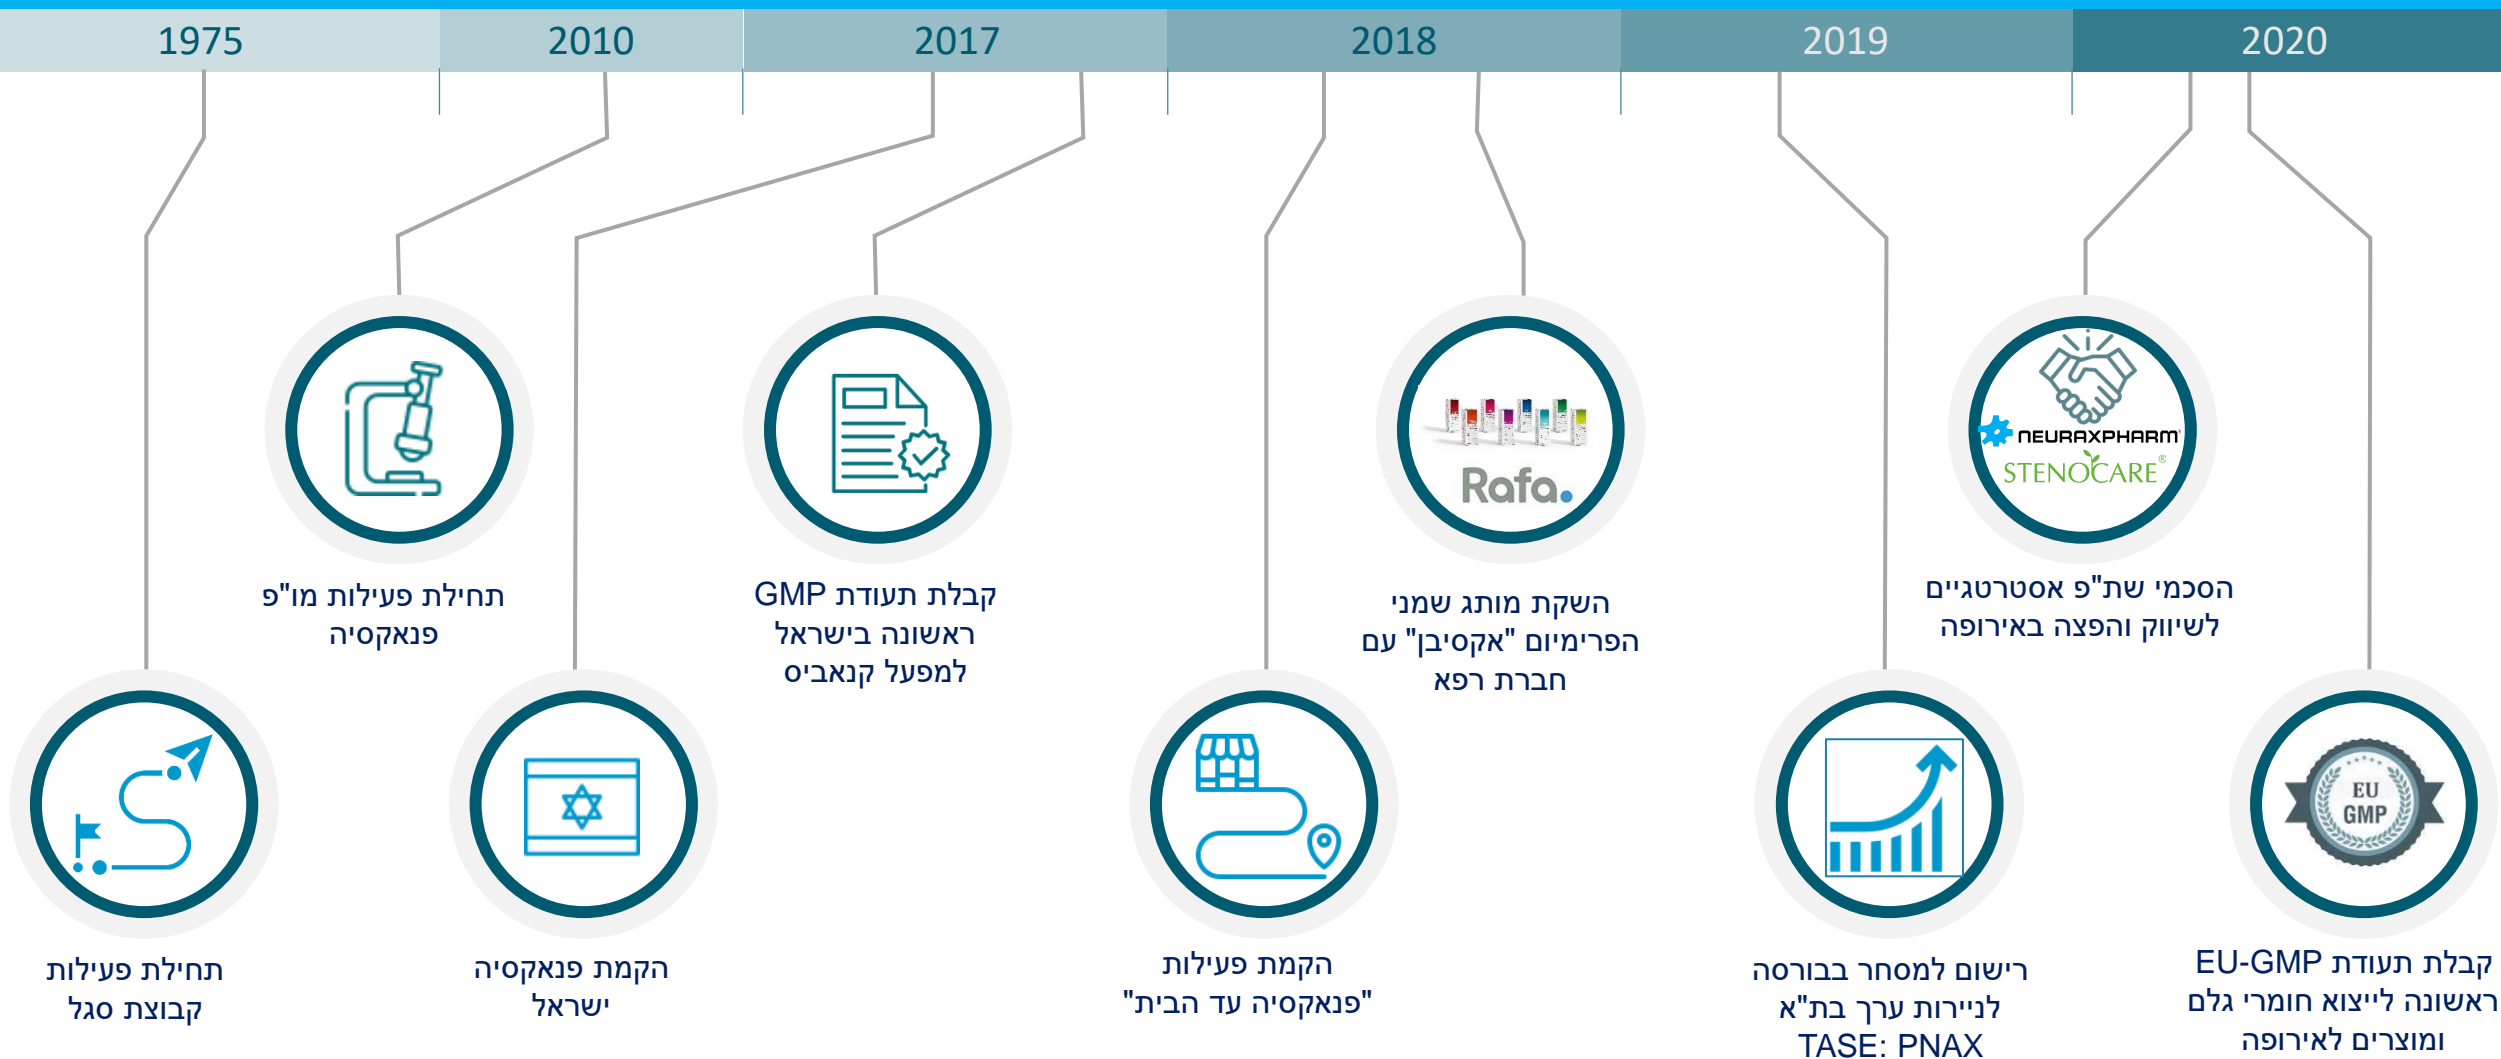 1975
2010
2017
2018
2019
2020
תחילת פעילות
קבוצת סגל
תחילת פעילות מו"פ
פנאקסיה
הקמת פנאקסיה
ישראל
קבלת תעודת GMP
ראשונה בישראל
למפעל קנאביס
הקמת פעילות
"פנאקסיה עד הבית"
Rafa.
השקת מותג שמני
הפרימיום "אקסיבן" עם
חברת רפא
רישום למסחר בבורסה
לניירות ערך בת"א
TASE: PNAX
NEURAXPHARM
STENOCARE®
הסכמי שת"פ אסטרטגיים
לשיווק והפצה באירופה
EU
GMP
קבלת תעודת EU-GMP
ראשונה לייצוא חומרי גלם
ומוצרים לאירופה